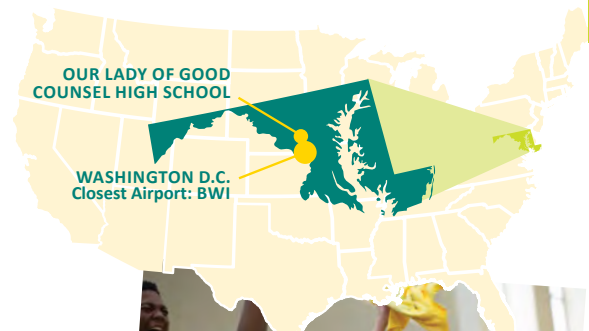 OUR LADY OF GOOD
COUNSEL HIGH SCHOOL
WASHINGTON D.C.
Closest Airport: BWI